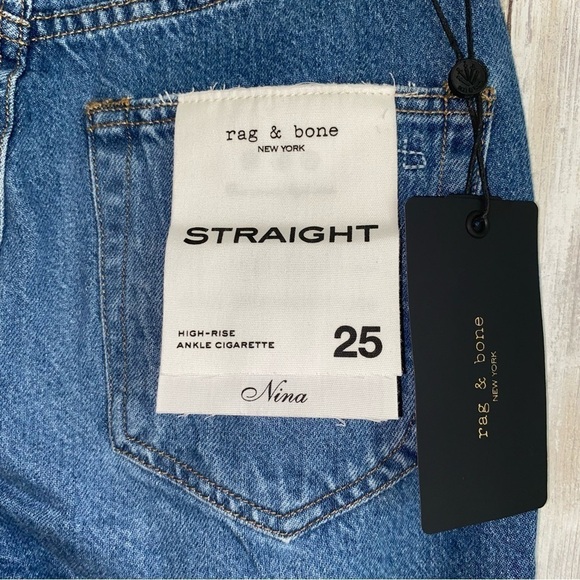 rag & bone
NEW YORK
STRAIGHT
HIGH-RISE
ANKLE CIGARETTE
25
Nina
rag & bone
NEW YORK